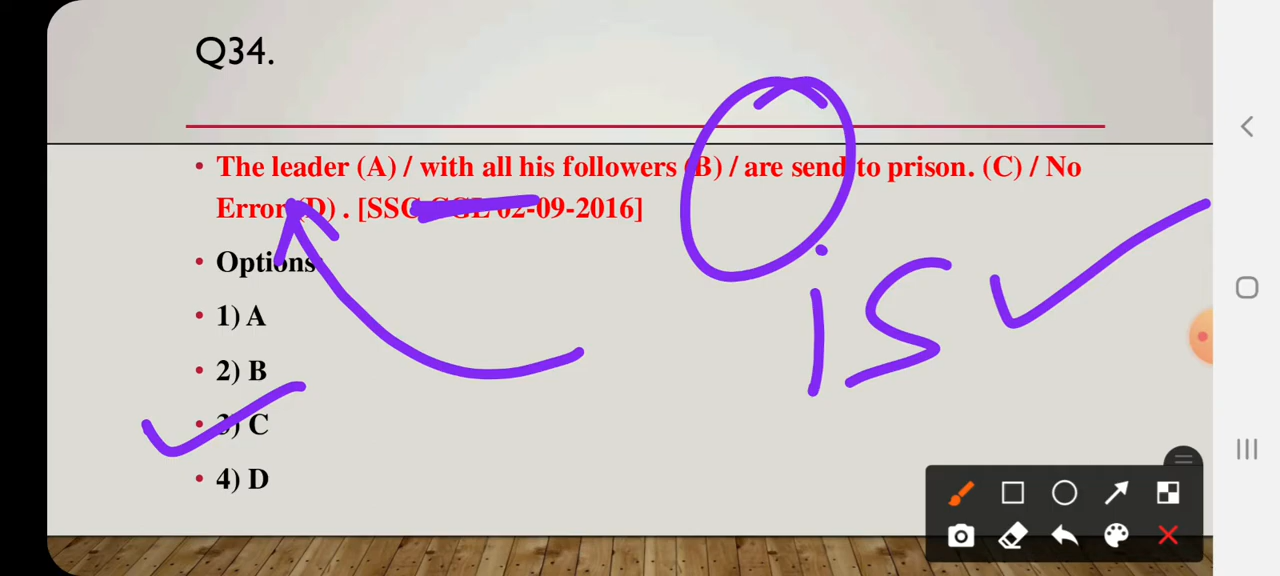 Q34.
• The leader (A) / with all his followers (B) / are send to prison. (C) / No
Error (D) . [SSC CGL 02-09-2016]
• Options:
• 1) A
• 2) B
• 3) C
• 4) D
is